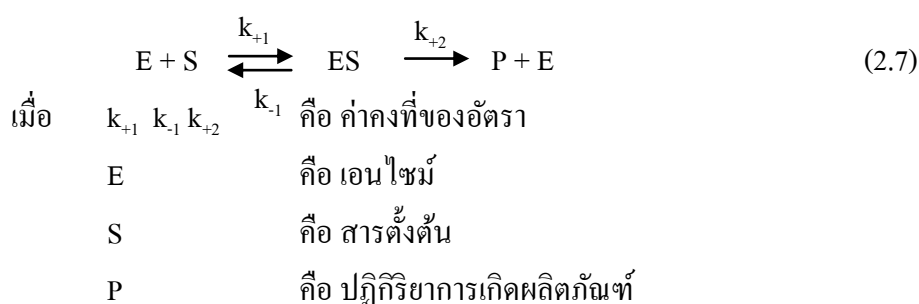 k+1 k+2
E + S ⇄ ES → P + E (2.7)
k-1
เมื่อ k+1 k-1 k+2 คือ ค่าคงที่ของอัตรา
E คือ เอนไซม์
S คือ สารตั้งต้น
P คือ ปฏิกิริยาการเกิดผลิตภัณฑ์